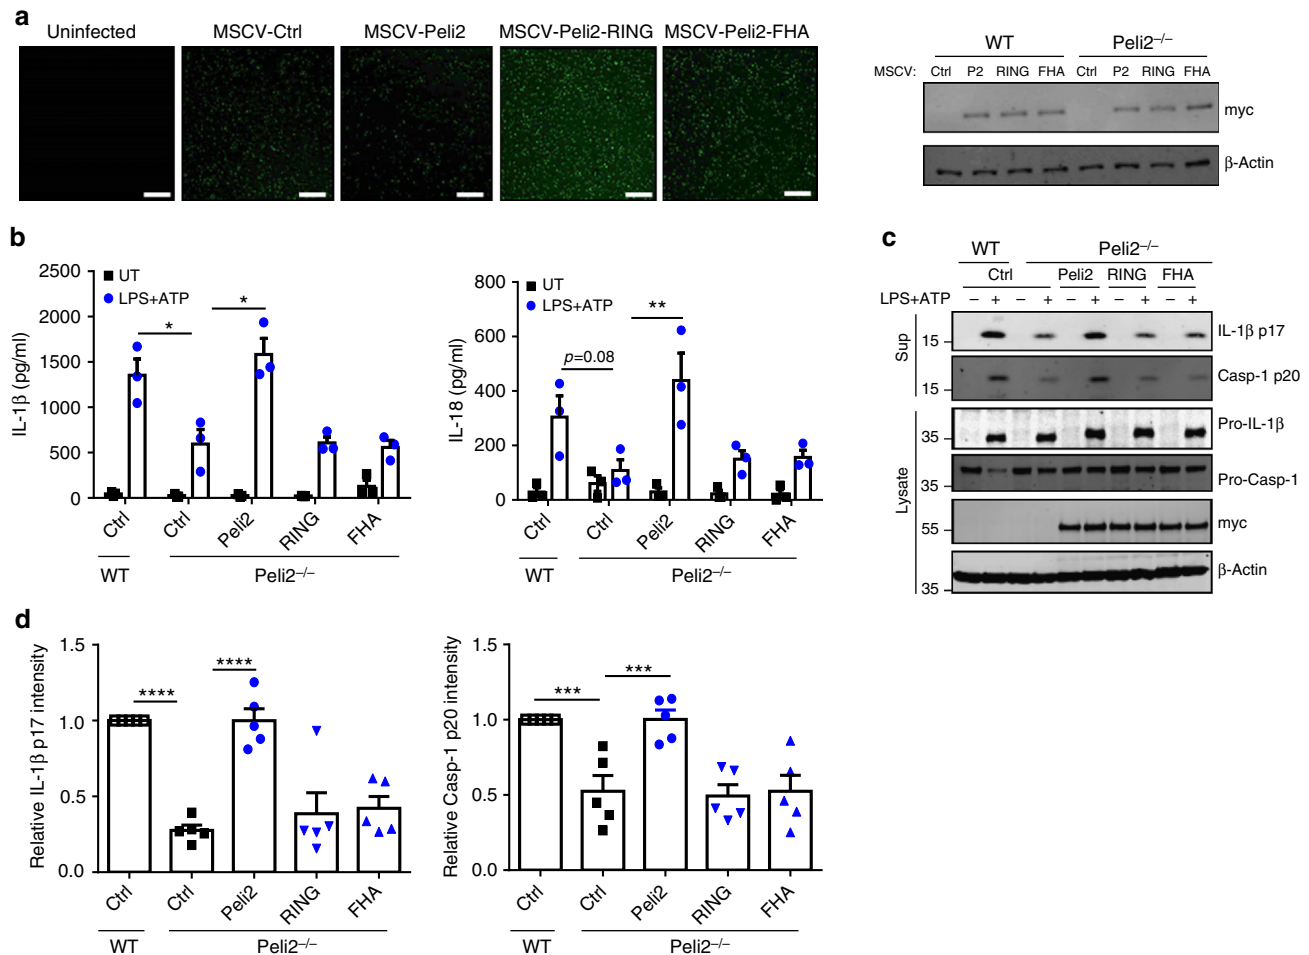 a
Uninfected
MSCV-Ctrl
MSCV-Peli2
MSCV-Peli2-RING
MSCV-Peli2-FHA
WT
Peli2–/–
MSCV: Ctrl P2 RING FHA Ctrl P2 RING FHA
myc
β-Actin
b
2500
2000
1500
1000
500
0
IL-1β (pg/ml)
UT
LPS+ATP
*
*
Ctrl
Ctrl
Peli2
RING
FHA
WT
Peli2–/–
800
600
400
200
0
IL-18 (pg/ml)
UT
LPS+ATP
p=0.08
**
Ctrl
Ctrl
Peli2
RING
FHA
WT
Peli2–/–
c
WT
Peli2–/–
Ctrl
Peli2
RING
FHA
LPS+ATP – + – + – + – + – +
Sup
15
IL-1β p17
15
Casp-1 p20
Lysate
35
Pro-IL-1β
35
Pro-Casp-1
55
myc
35
β-Actin
d
1.5
1.0
0.5
0.0
Relative IL-1β p17 intensity
****
****
Ctrl
Ctrl
Peli2
RING
FHA
WT
Peli2–/–
1.5
1.0
0.5
0.0
Relative Casp-1 p20 intensity
***
***
Ctrl
Ctrl
Peli2
RING
FHA
WT
Peli2–/–